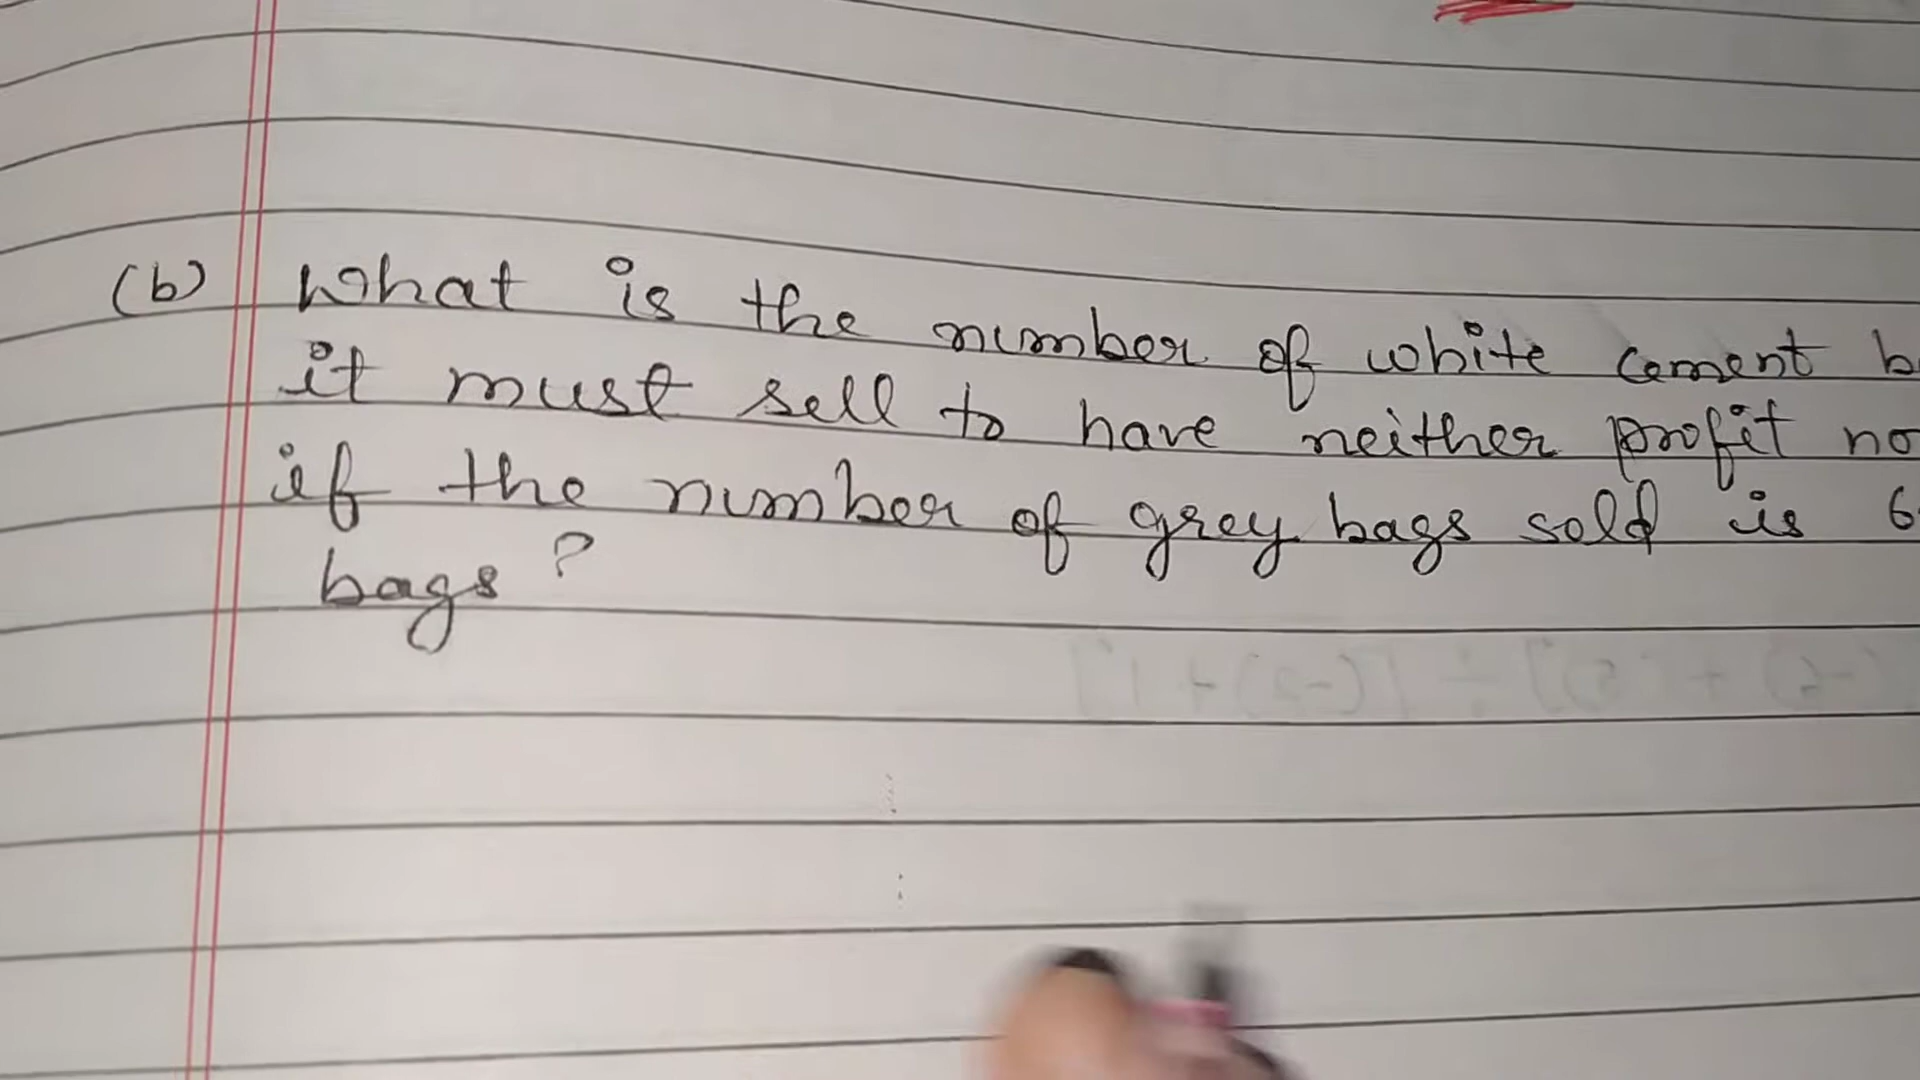 (b) What is the number of white cement b
it must sell to have neither profit no
if the number of grey bags sold is 6
bags?